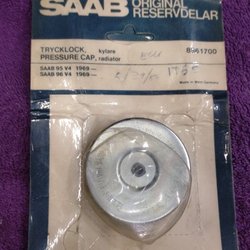 SAAB ORIGINAL
RESERVDELAR
TRYCKLOCK, kylare
PRESSURE CAP, radiator
8961700
SAAB 95 V4 1969—
SAAB 96 V4 1969—
Made in West-Germany